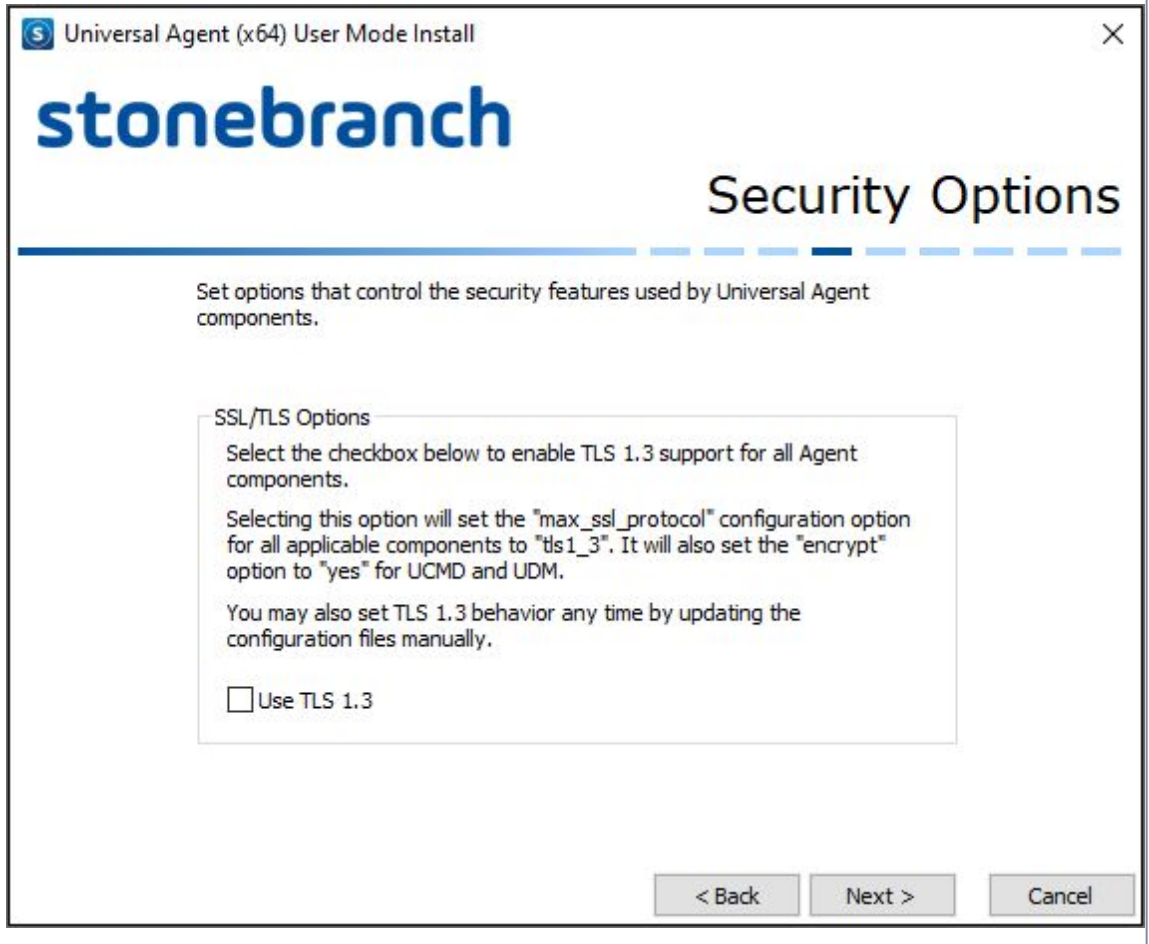 Universal Agent (x64) User Mode Install
stonebranch
Security Options
Set options that control the security features used by Universal Agent
components.
SSL/TLS Options
Select the checkbox below to enable TLS 1.3 support for all Agent
components.
Selecting this option will set the "max_ssl_protocol" configuration option
for all applicable components to "tls1_3". It will also set the "encrypt"
option to "yes" for UCMD and UDM.
You may also set TLS 1.3 behavior any time by updating the
configuration files manually.
Use TLS 1.3
< Back Next > Cancel